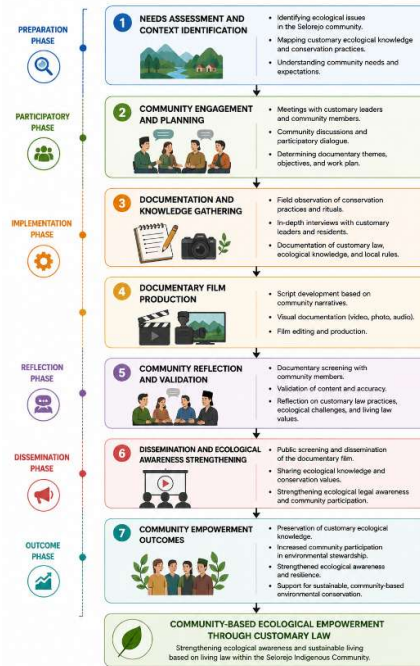 PREPARATION
PHASE
1
NEEDS ASSESSMENT AND
CONTEXT IDENTIFICATION
• Identifying ecological issues
in the Selorejo community.
• Mapping customary ecological knowledge
and conservation practices.
• Understanding community needs and
expectations.
PARTICIPATORY
PHASE
2
COMMUNITY ENGAGEMENT
AND PLANNING
• Meetings with customary leaders
and community members.
• Community discussions and
participatory dialogue.
• Determining documentary themes,
objectives, and work plan.
IMPLEMENTATION
PHASE
3
DOCUMENTATION AND
KNOWLEDGE GATHERING
• Field observation of conservation
practices and rituals.
• In-depth interviews with customary
leaders and residents.
• Documentation of customary law,
ecological knowledge, and local rules.
4
DOCUMENTARY FILM
PRODUCTION
• Script development based on
community narratives.
• Visual documentation (video, photo, audio).
• Film editing and production.
REFLECTION
PHASE
5
COMMUNITY REFLECTION
AND VALIDATION
• Documentary screening with
community members.
• Validation of content and accuracy.
• Reflection on customary law practices,
ecological challenges, and living law
values.
DISSEMINATION
PHASE
6
DISSEMINATION AND ECOLOGICAL
AWARENESS STRENGTHENING
• Public screening and dissemination
of the documentary film.
• Sharing ecological knowledge and
conservation values.
• Strengthening ecological legal awareness
and community participation.
OUTCOME
PHASE
7
COMMUNITY EMPOWERMENT
OUTCOMES
• Preservation of customary ecological
knowledge.
• Increased community participation
in environmental stewardship.
• Strengthened ecological awareness
and resilience.
• Support for sustainable, community-based
environmental conservation.
COMMUNITY-BASED ECOLOGICAL EMPOWERMENT
THROUGH CUSTOMARY LAW
Strengthening ecological awareness and sustainable living
based on living law within the Selorejo Indigenous Community.